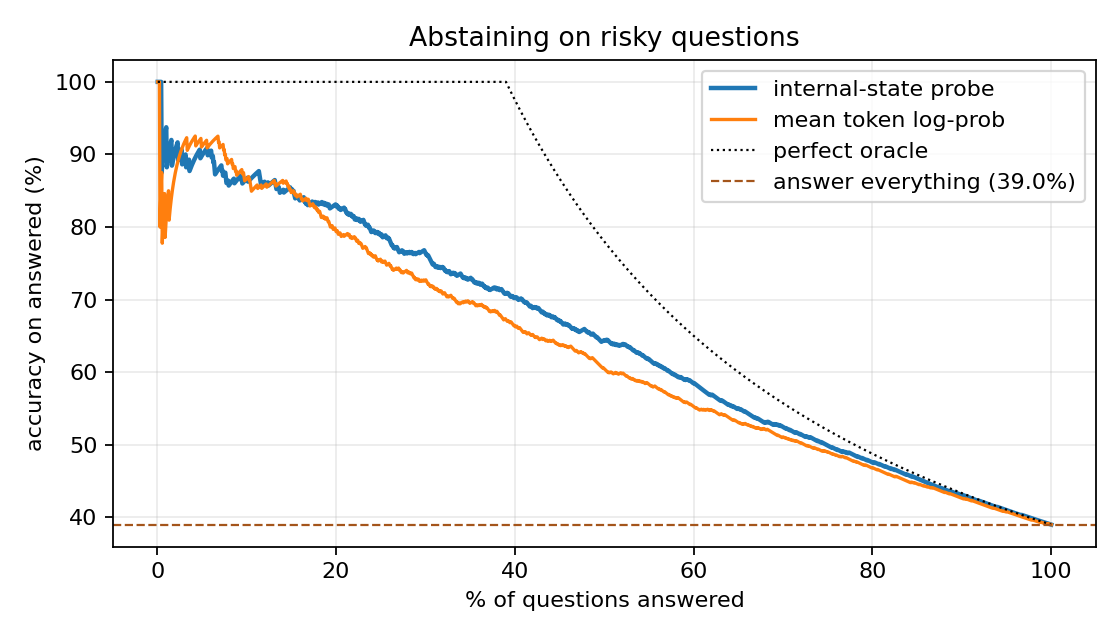 Abstaining on risky questions
accuracy on answered (%)
100
90
80
70
60
50
40
internal-state probe
mean token log-prob
perfect oracle
answer everything (39.0%)
0 20 40 60 80 100
% of questions answered